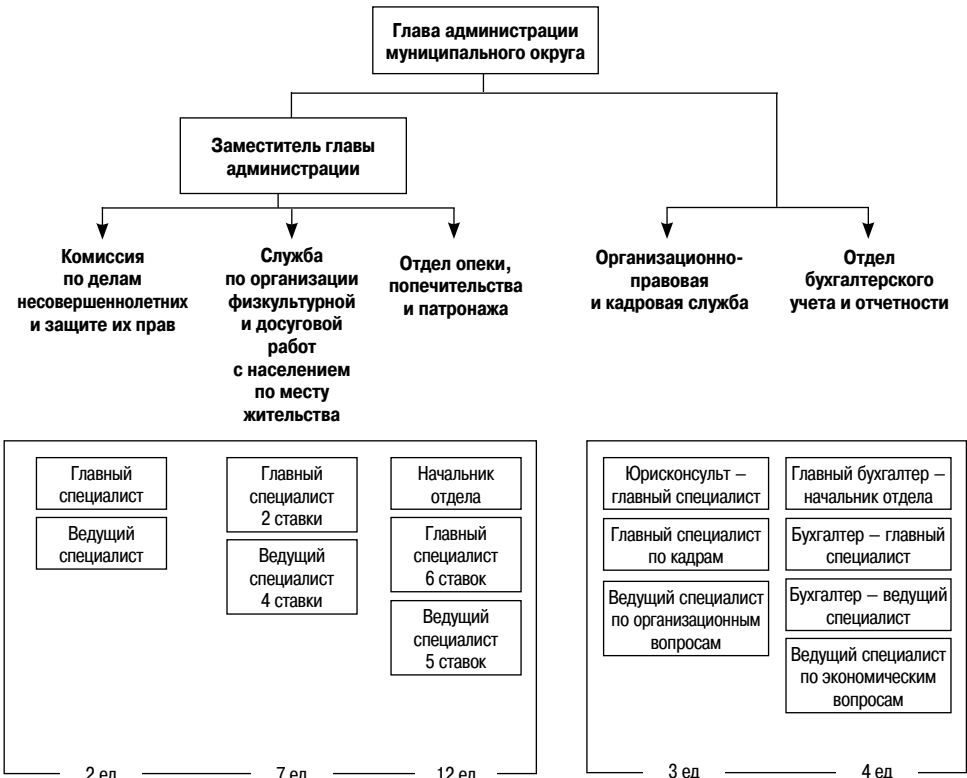 Глава администрации
муниципального округа
Заместитель главы
администрации
Комиссия
по делам
несовершеннолетних
и защите их прав
Служба
по организации
физкультурной
и досуговой
работ
с населением
по месту
жительства
Отдел опеки,
попечительства
и патронажа
Организационно-
правовая
и кадровая служба
Отдел
бухгалтерского
учета и отчетности
Главный
специалист
Ведущий
специалист
Главный
специалист
2 ставки
Ведущий
специалист
4 ставки
Начальник
отдела
Главный
специалист
6 ставок
Ведущий
специалист
5 ставок
Юрисконсульт –
главный специалист
Главный специалист
по кадрам
Ведущий специалист
по организационным
вопросам
Главный бухгалтер –
начальник отдела
Бухгалтер – главный
специалист
Бухгалтер – ведущий
специалист
Ведущий специалист
по экономическим
вопросам
2 ед
7 ед
12 ед
3 ед
4 ед